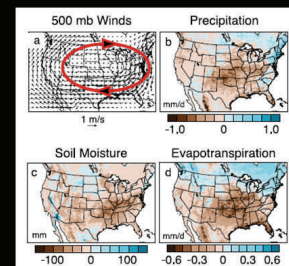 500 mb Winds
a
1 m/s
Precipitation
b
mm/d
-1.0 0 1.0
Soil Moisture
c
mm
-100 0 100
Evapotranspiration
d
mm/d
-0.6 -0.3 0 0.3 0.6